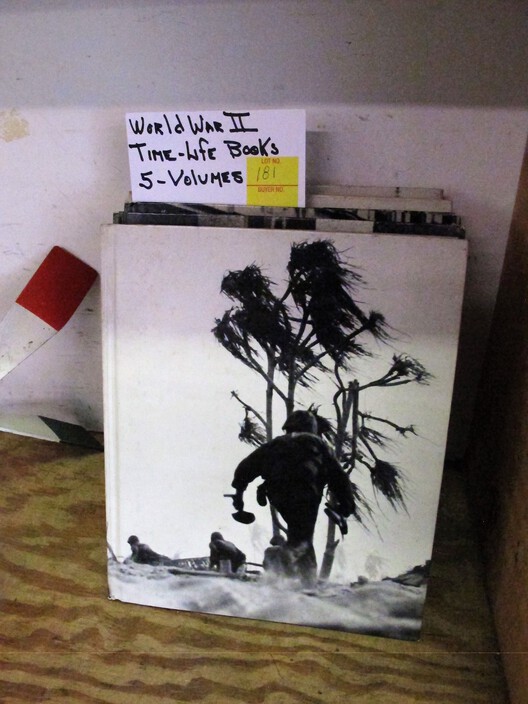 World War II
Time-Life Books
5-Volumes
LOT NO.
181
BUYER NO.